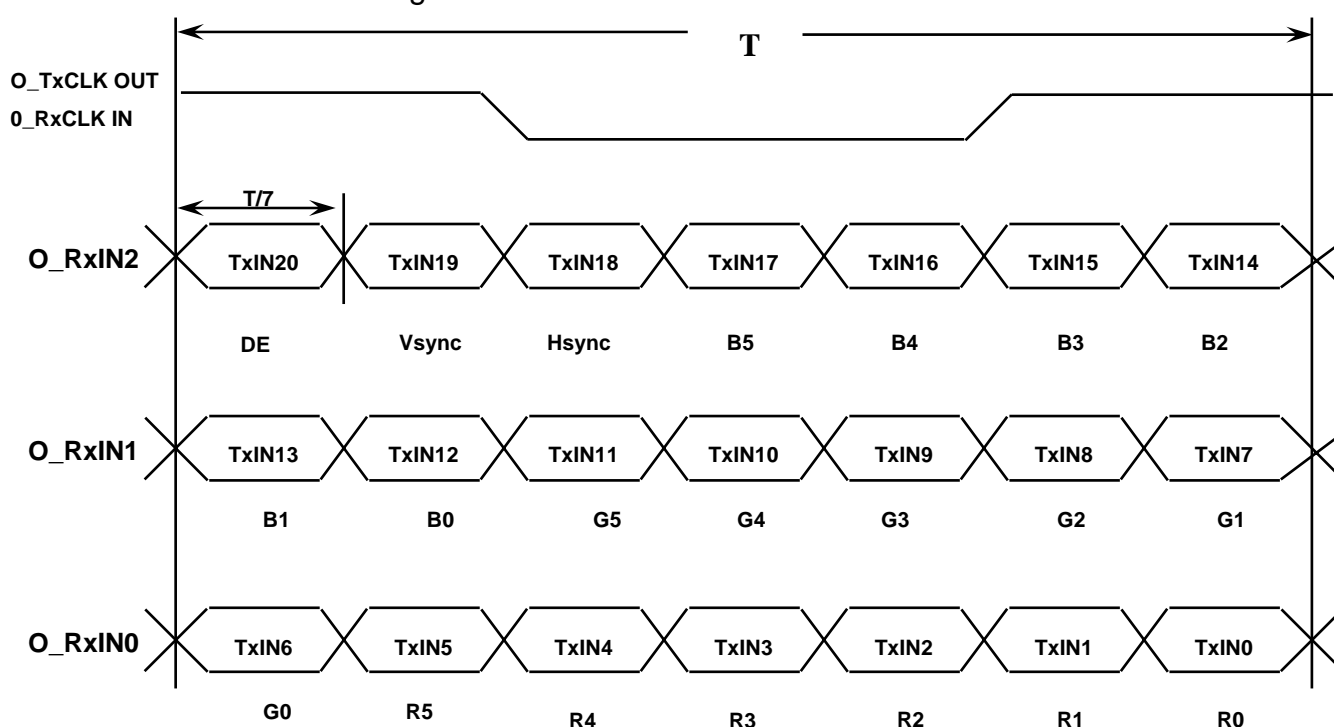 T
O_TxCLK OUT
0_RxCLK IN
T/7
O_RxIN2 TxIN20 TxIN19 TxIN18 TxIN17 TxIN16 TxIN15 TxIN14
DE Vsync Hsync B5 B4 B3 B2
O_RxIN1 TxIN13 TxIN12 TxIN11 TxIN10 TxIN9 TxIN8 TxIN7
B1 B0 G5 G4 G3 G2 G1
O_RxIN0 TxIN6 TxIN5 TxIN4 TxIN3 TxIN2 TxIN1 TxIN0
G0 R5 R4 R3 R2 R1 R0